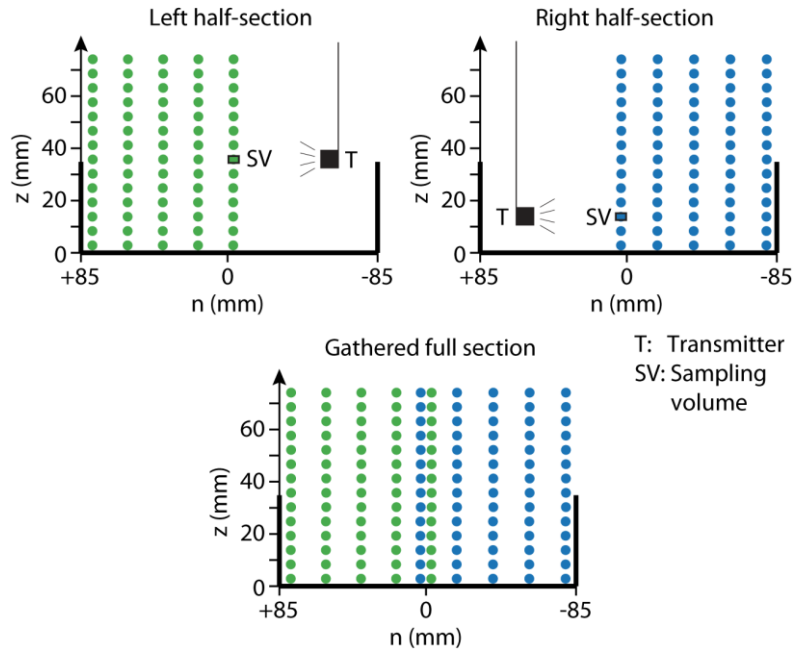 Left half-section
z (mm)
60
40
20
0
SV
T
+85
0
-85
n (mm)
Right half-section
z (mm)
60
40
20
0
T
SV
+85
0
-85
n (mm)
Gathered full section
z (mm)
60
40
20
0
+85
0
-85
n (mm)
T: Transmitter
SV: Sampling
volume